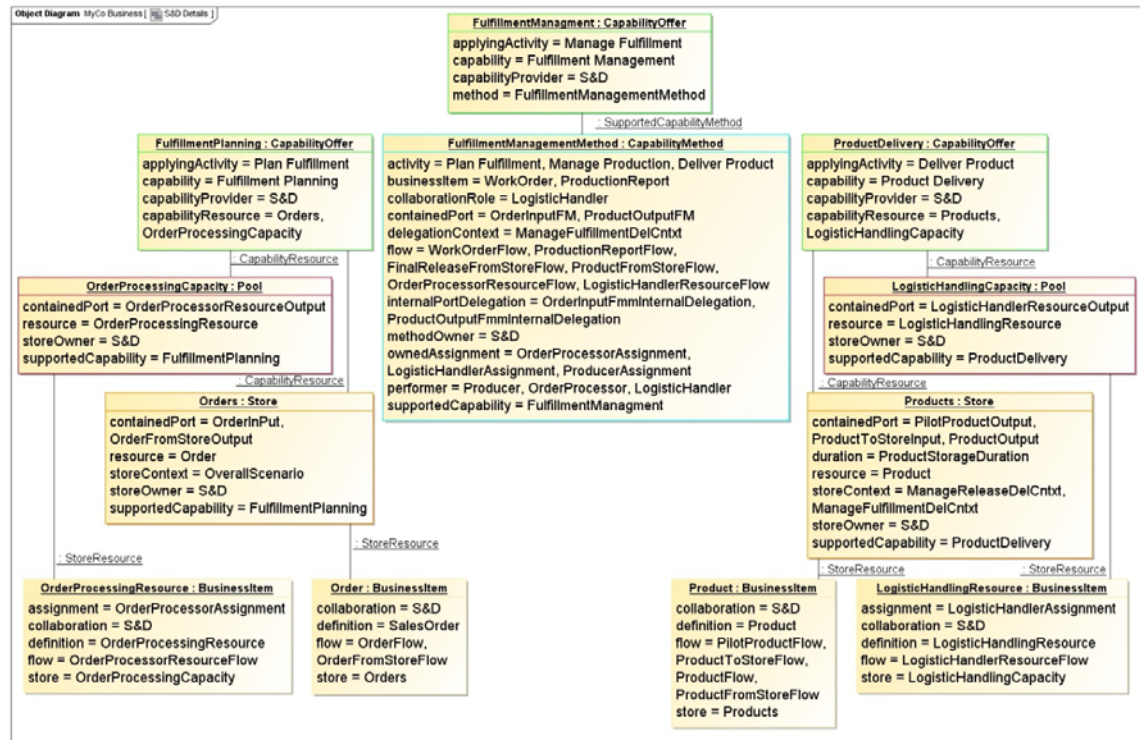 Object Diagram MyCo Business [ S&D Details ]
FulfillmentManagment : CapabilityOffer
applyingActivity = Manage Fulfillment
capability = Fulfillment Management
capabilityProvider = S&D
method = FulfillmentManagementMethod
: SupportedCapabilityMethod
FulfillmentPlanning : CapabilityOffer
applyingActivity = Plan Fulfillment
capability = Fulfillment Planning
capabilityProvider = S&D
capabilityResource = Orders,
OrderProcessingCapacity
: CapabilityResource
FulfillmentManagementMethod : CapabilityMethod
activity = Plan Fulfillment, Manage Production, Deliver Product
businessItem = WorkOrder, ProductionReport
collaborationRole = LogisticHandler
containedPort = OrderInputFM, ProductOutputFM
delegationContext = ManageFulfillmentDelCntxt
flow = WorkOrderFlow, ProductionReportFlow,
FinalReleaseFromStoreFlow, ProductFromStoreFlow,
OrderProcessorResourceFlow, LogisticHandlerResourceFlow
internalPortDelegation = OrderInputFmmInternalDelegation,
ProductOutputFmmInternalDelegation
methodOwner = S&D
ownedAssignment = OrderProcessorAssignment,
LogisticHandlerAssignment, ProducerAssignment
performer = Producer, OrderProcessor, LogisticHandler
supportedCapability = FulfillmentManagment
ProductDelivery : CapabilityOffer
applyingActivity = Deliver Product
capability = Product Delivery
capabilityProvider = S&D
capabilityResource = Products,
LogisticHandlingCapacity
: CapabilityResource
OrderProcessingCapacity : Pool
containedPort = OrderProcessorResourceOutput
resource = OrderProcessingResource
storeOwner = S&D
supportedCapability = FulfillmentPlanning
: CapabilityResource
LogisticHandlingCapacity : Pool
containedPort = LogisticHandlerResourceOutput
resource = LogisticHandlingResource
storeOwner = S&D
supportedCapability = ProductDelivery
: CapabilityResource
Orders : Store
containedPort = OrderInPut,
OrderFromStoreOutput
resource = Order
storeContext = OverallScenario
storeOwner = S&D
supportedCapability = FulfillmentPlanning
Products : Store
containedPort = PilotProductOutput,
ProductToStoreInput, ProductOutput
duration = ProductStorageDuration
resource = Product
storeContext = ManageReleaseDelCntxt,
ManageFulfillmentDelCntxt
storeOwner = S&D
supportedCapability = ProductDelivery
: StoreResource
: StoreResource
: StoreResource
: StoreResource
OrderProcessingResource : BusinessItem
assignment = OrderProcessorAssignment
collaboration = S&D
definition = OrderProcessingResource
flow = OrderProcessorResourceFlow
store = OrderProcessingCapacity
Order : BusinessItem
collaboration = S&D
definition = SalesOrder
flow = OrderFlow,
OrderFromStoreFlow
store = Orders
Product : BusinessItem
collaboration = S&D
definition = Product
flow = PilotProductFlow,
ProductToStoreFlow,
ProductFlow,
ProductFromStoreFlow
store = Products
LogisticHandlingResource : BusinessItem
assignment = LogisticHandlerAssignment
collaboration = S&D
definition = LogisticHandlingResource
flow = LogisticHandlerResourceFlow
store = LogisticHandlingCapacity